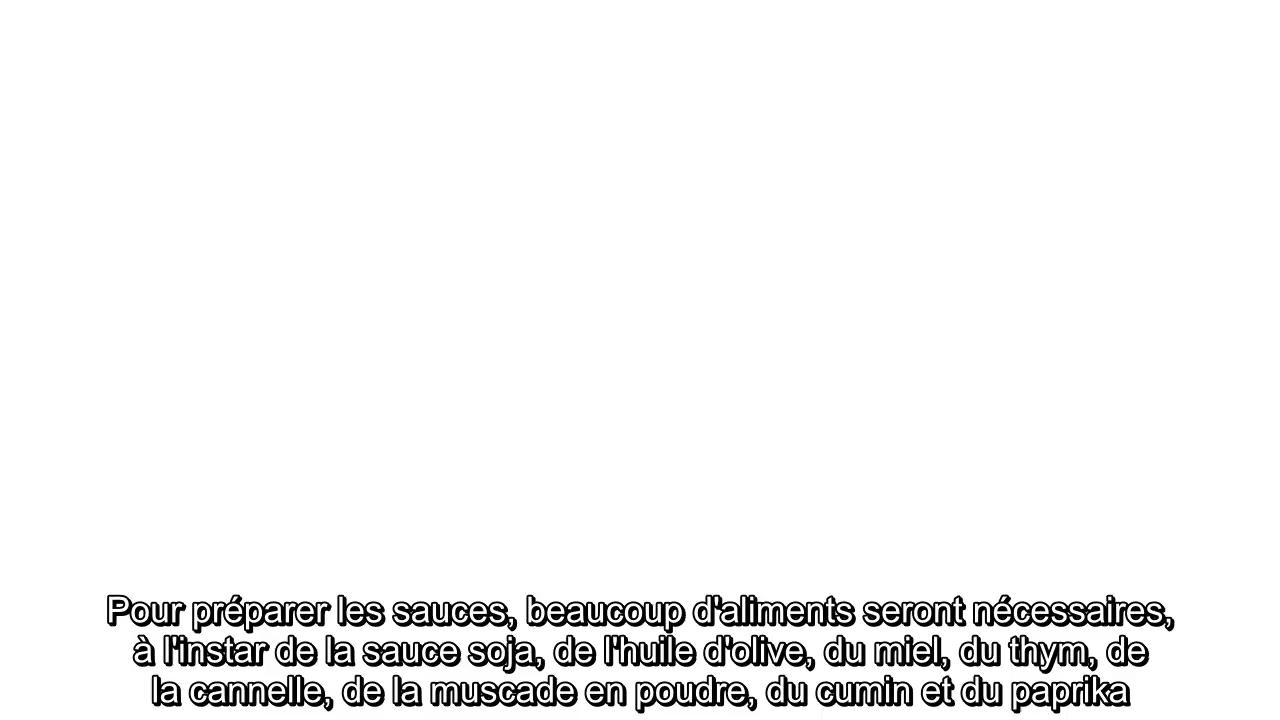 Pour préparer les sauces, beaucoup d'aliments seront nécessaires,
à l'instar de la sauce soja, de l'huile d'olive, du miel, du thym, de
la cannelle, de la muscade en poudre, du cumin et du paprika